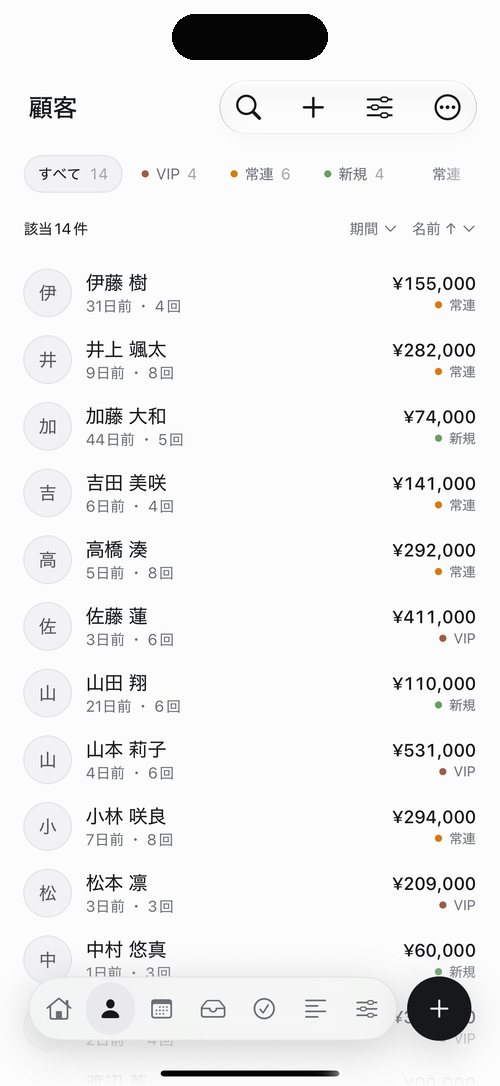 顧客
すべて 14 VIP 4 常連 6 新規 4 常連
該当14件 期間 名前 ↑
伊 伊藤 樹 ¥155,000
31日前 ・ 4回 常連
井 井上 颯太 ¥282,000
9日前 ・ 8回 常連
加 加藤 大和 ¥74,000
44日前 ・ 5回 新規
吉 吉田 美咲 ¥141,000
6日前 ・ 4回 常連
高 高橋 湊 ¥292,000
5日前 ・ 8回 常連
佐 佐藤 蓮 ¥411,000
3日前 ・ 6回 VIP
山 山田 翔 ¥110,000
21日前 ・ 6回 新規
山 山本 莉子 ¥531,000
4日前 ・ 6回 VIP
小 小林 咲良 ¥294,000
7日前 ・ 8回 常連
松 松本 凛 ¥209,000
3日前 ・ 3回 VIP
中 中村 悠真 ¥60,000
1日前 ・ 3回 新規
2日前 ・ 6回 VIP